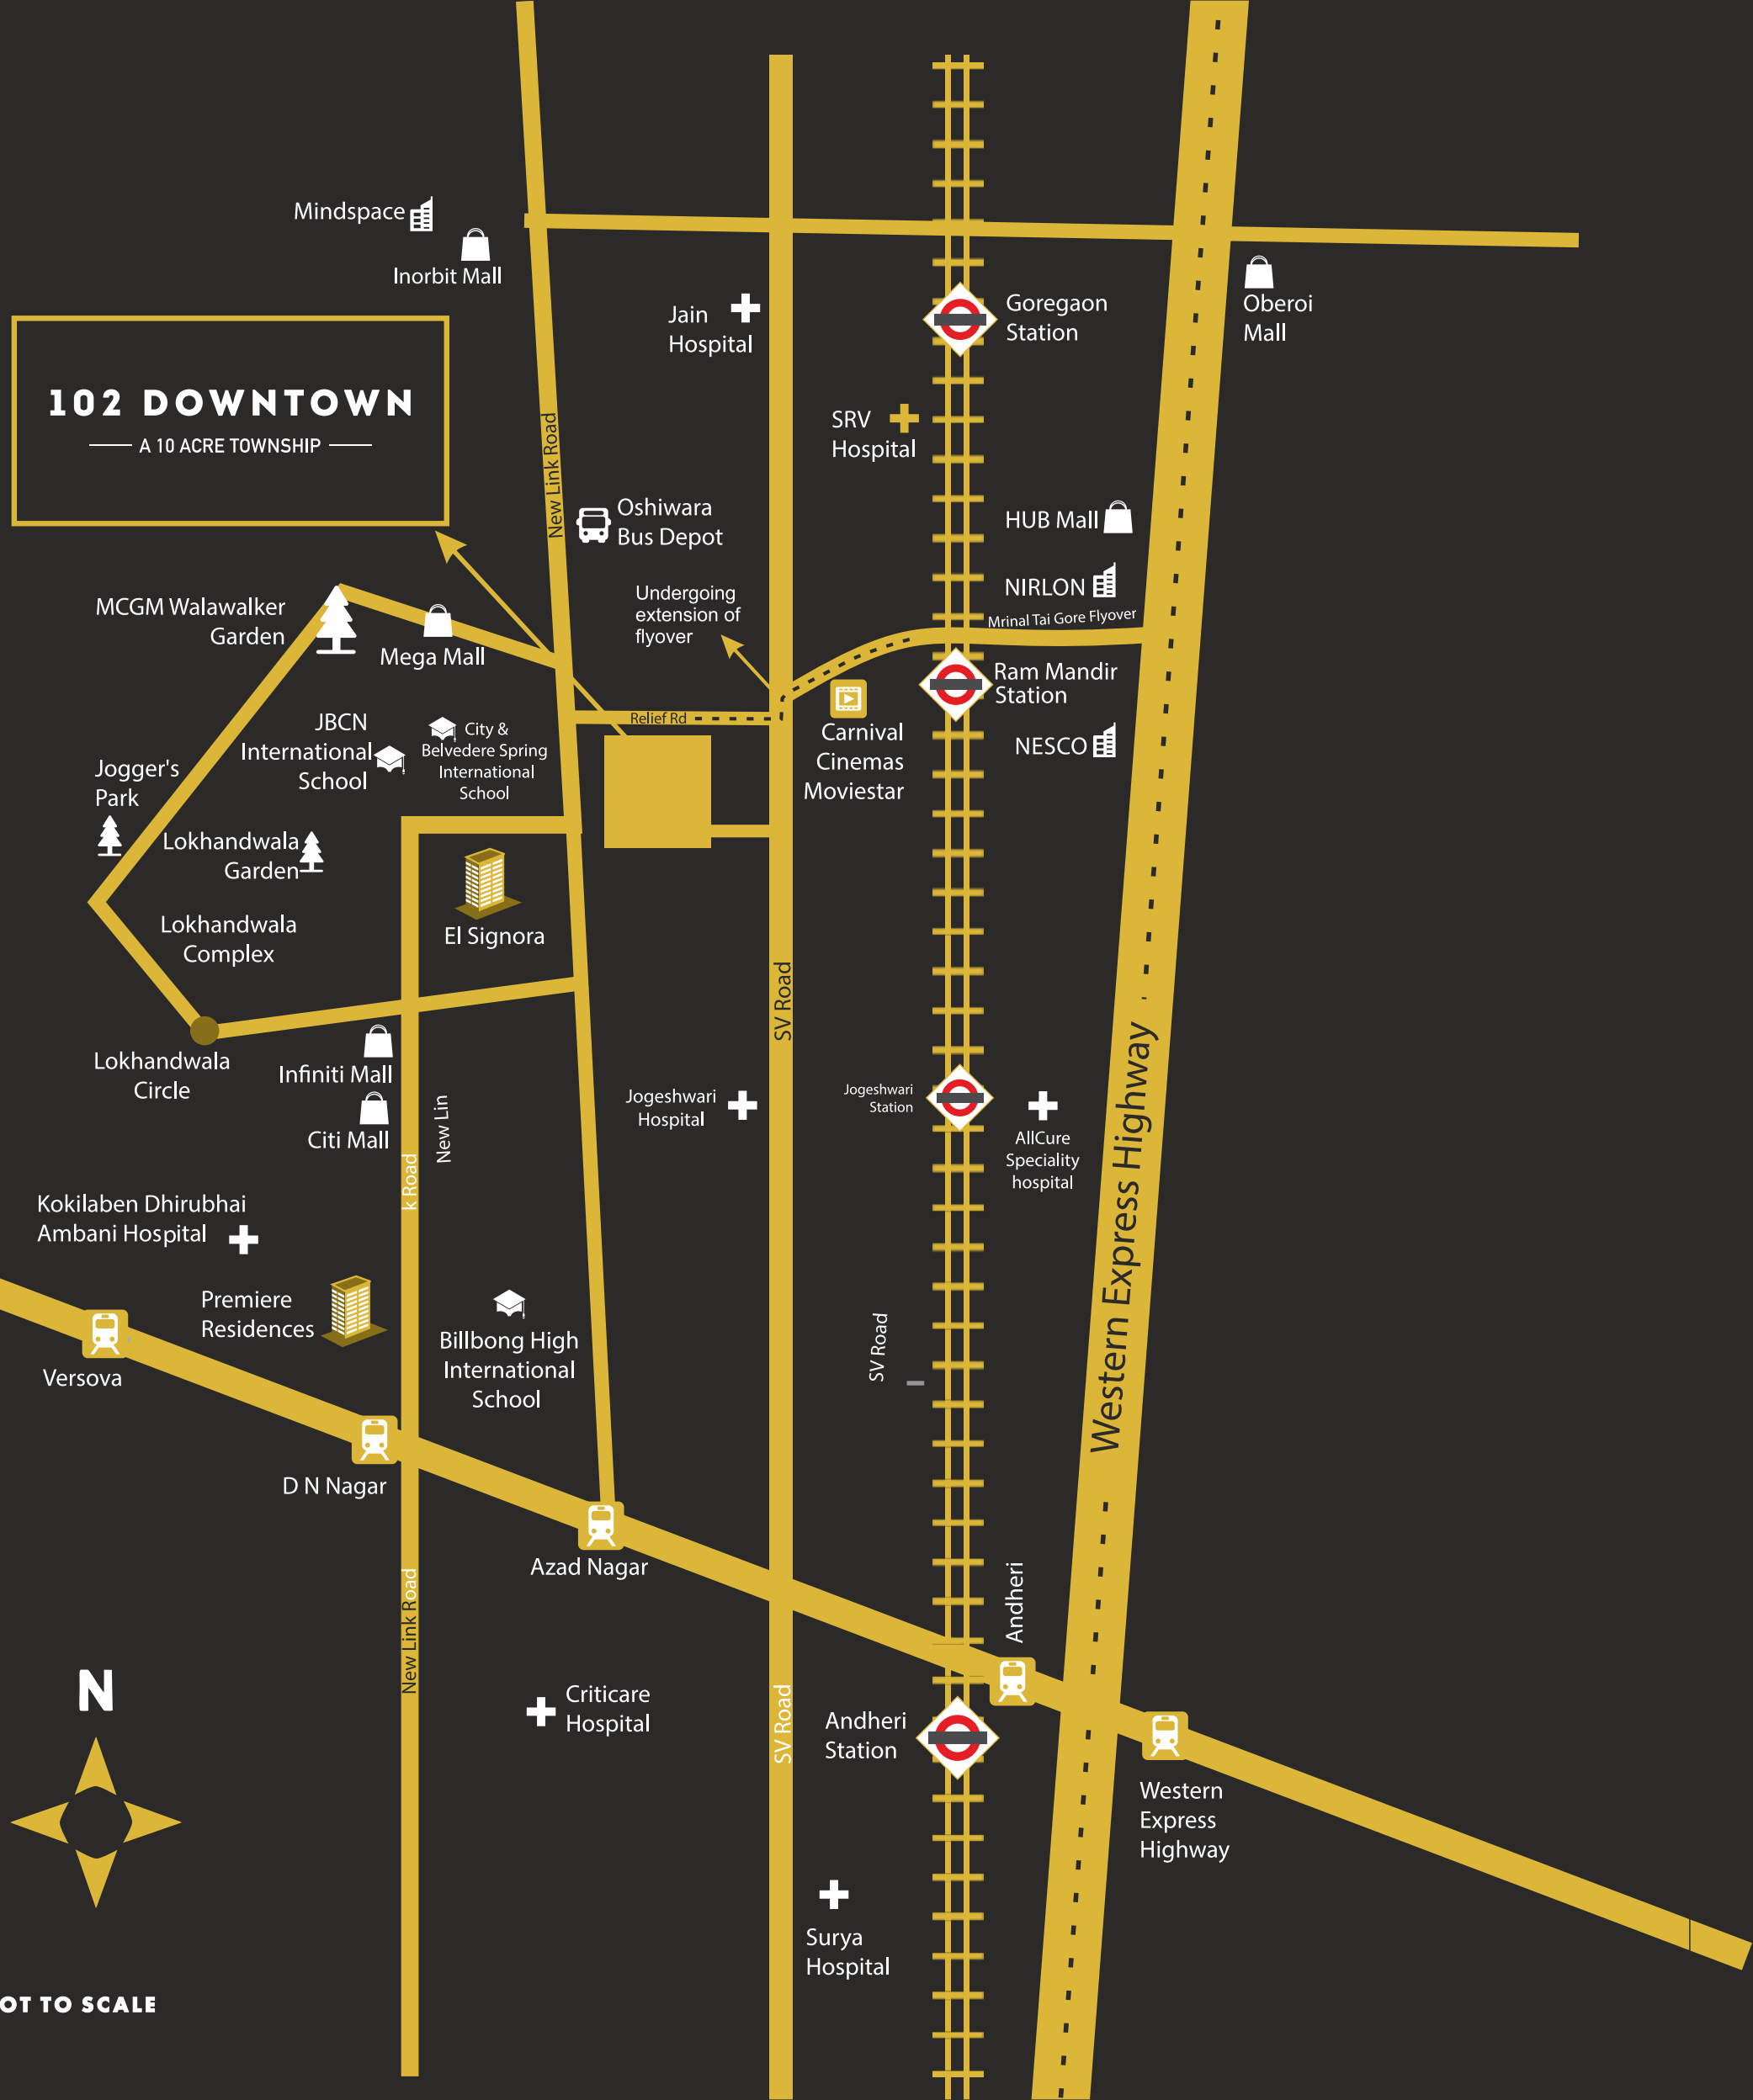 Mindspace
Inorbit Mall
Oberoi
Mall
Goregaon
Station
Jain
Hospital
102 DOWNTOWN
A 10 ACRE TOWNSHIP
SRV
Hospital
New Link Road
Oshiwara
Bus Depot
HUB Mall
NIRLON
Mrinal Tai Gore Flyover
Undergoing
extension of
flyover
MCGM Walawalker
Garden
Mega Mall
Ram Mandir
Station
Relief Rd
JBCN
International
School
City &
Belvedere Spring
International
School
Carnival
Cinemas
Moviestar
NESCO
Jogger's
Park
Lokhandwala
Garden
Lokhandwala
Complex
El Signora
SV Road
Lokhandwala
Circle
Infiniti Mall
Citi Mall
New Lin
k Road
Jogeshwari
Hospital
Jogeshwari
Station
AllCure
Speciality
hospital
Western Express Highway
Kokilaben Dhirubhai
Ambani Hospital
Premiere
Residences
Billbong High
International
School
SV Road
Versova
D N Nagar
Azad Nagar
Andheri
New Link Road
N
Criticare
Hospital
SV Road
Andheri
Station
Western
Express
Highway
Surya
Hospital
OT TO SCALE